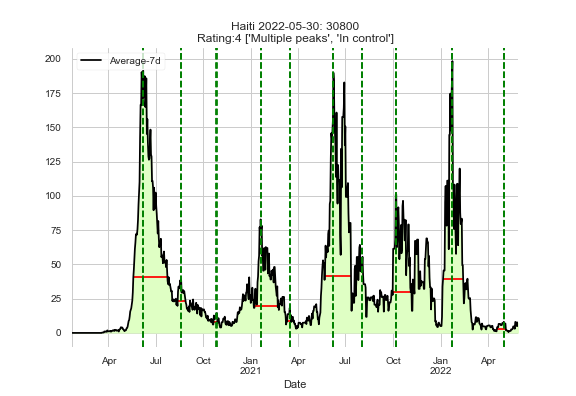 Haiti 2022-05-30: 30800
Rating:4 ['Multiple peaks', 'In control']
Average-7d
200
175
150
125
100
75
50
25
0
Apr Jul Oct Jan Apr Jul Oct Jan Apr
2021 2022
Date